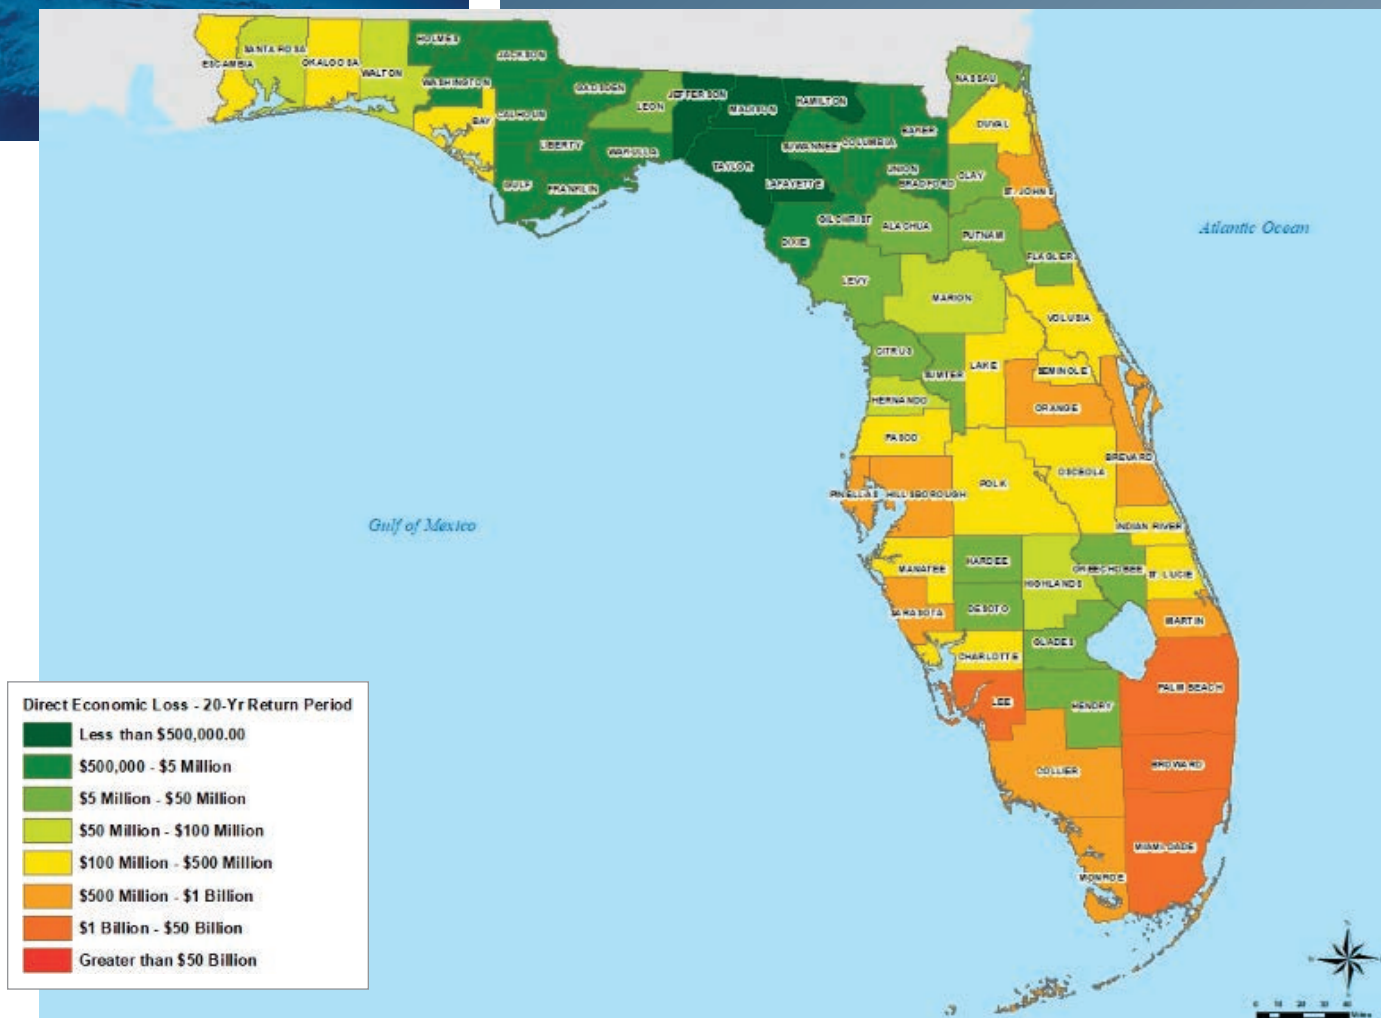 HOLMES
SANTA ROSA
JACKSON
ESCAMBIA
OKALOOSA
WALTON
WASHINGTON
NASSAU
GADSDEN
JEFFERSON
HAMILTON
LEON
MADISON
BAY
CALHOUN
DUVAL
BAKER
LIBERTY
WAKULLA
SUWANNEE
COLUMBIA
TAYLOR
UNION
CLAY
LAFAYETTE
BRADFORD
GULF
FRANKLIN
ST. JOHNS
GILCHRIST
ALACHUA
Atlantic Ocean
PUTNAM
DIXIE
FLAGLER
LEVY
MARION
VOLUSIA
CITRUS
LAKE
SEMINOLE
SUMTER
HERNANDO
ORANGE
PASCO
BREVARD
OSCEOLA
POLK
PINELLAS
HILLSBOROUGH
Gulf of Mexico
INDIAN RIVER
HARDEE
MANATEE
OKEECHOBEE
ST. LUCIE
HIGHLANDS
DESOTO
SARASOTA
MARTIN
GLADES
CHARLOTTE
PALM BEACH
LEE
HENDRY
BROWARD
COLLIER
MIAMI-DADE
MONROE
Direct Economic Loss - 20-Yr Return Period
Less than $500,000.00
$500,000 - $5 Million
$5 Million - $50 Million
$50 Million - $100 Million
$100 Million - $500 Million
$500 Million - $1 Billion
$1 Billion - $50 Billion
Greater than $50 Billion
0 10 20 30 40
Miles